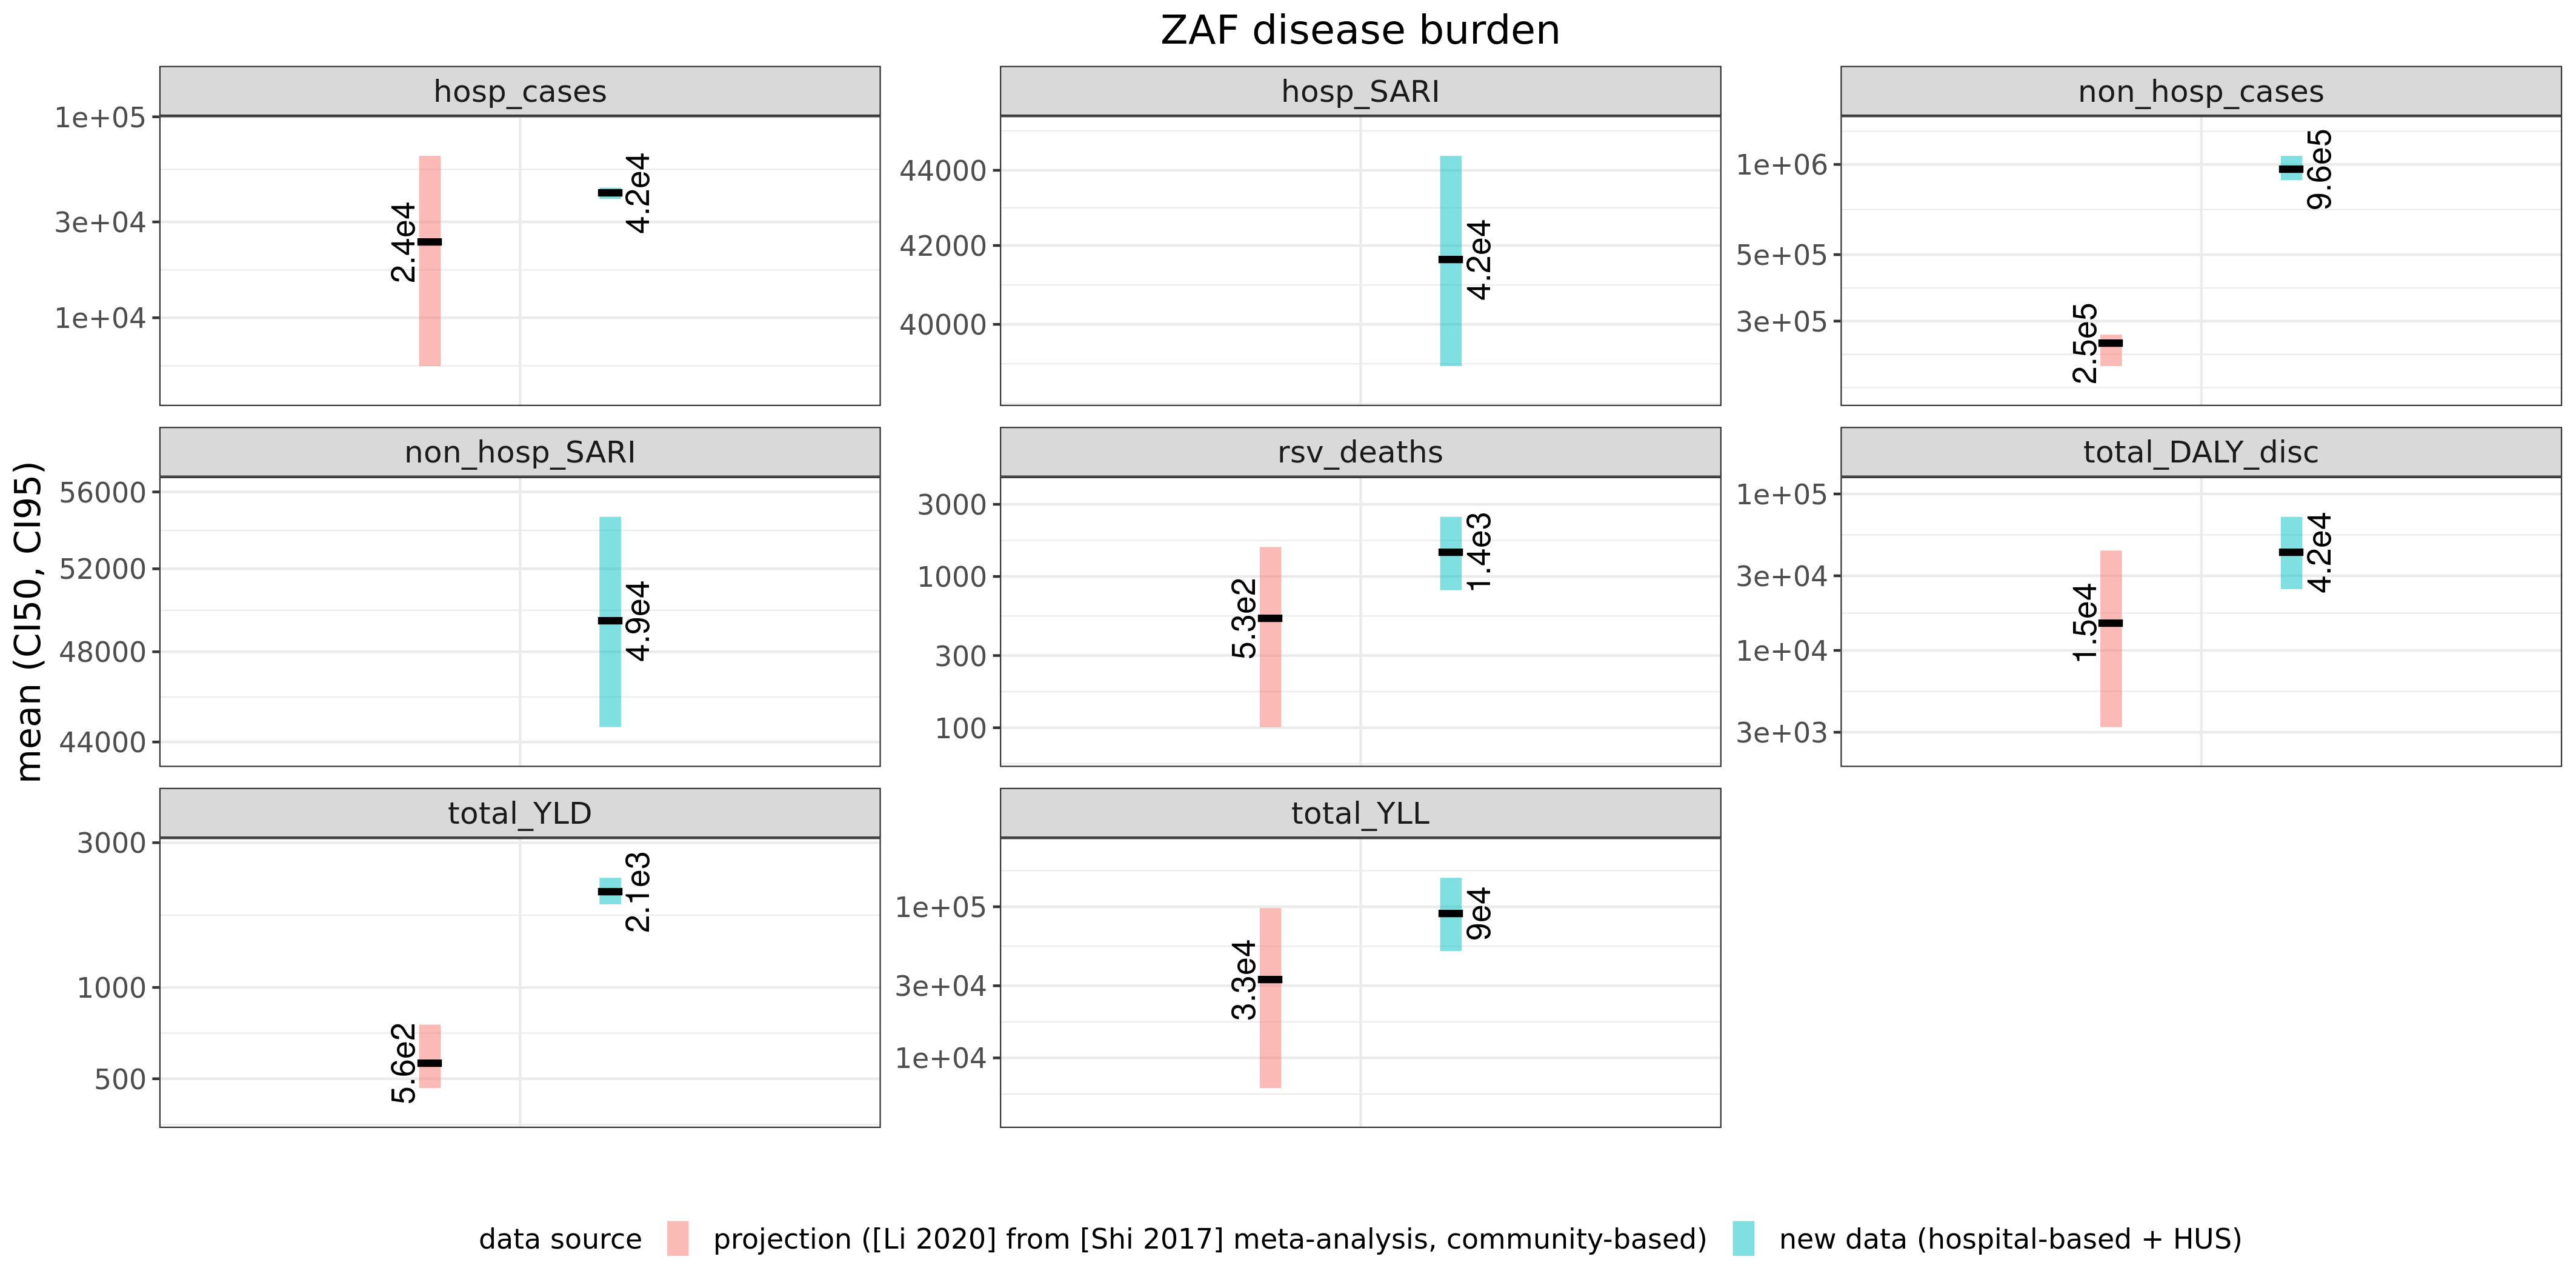 ZAF disease burden
mean (CI50, CI95)
hosp_cases
1e+05
3e+04
1e+04
2.4e4
4.2e4
hosp_SARI
44000
42000
40000
4.2e4
non_hosp_cases
1e+06
5e+05
3e+05
2.5e5
9.6e5
non_hosp_SARI
56000
52000
48000
44000
4.9e4
rsv_deaths
3000
1000
300
100
5.3e2
1.4e3
total_DALY_disc
1e+05
3e+04
1e+04
3e+03
1.5e4
4.2e4
total_YLD
3000
1000
500
5.6e2
2.1e3
total_YLL
1e+05
3e+04
1e+04
3.3e4
9e4
data source projection ([Li 2020] from [Shi 2017] meta-analysis, community-based) new data (hospital-based + HUS)